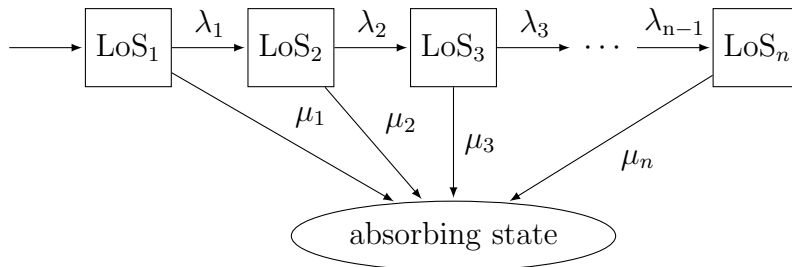 LoS₁ λ₁ LoS₂ λ₂ LoS₃ λ₃ ··· λₙ₋₁ LoSₙ
μ₁ μ₂ μ₃ μₙ
absorbing state